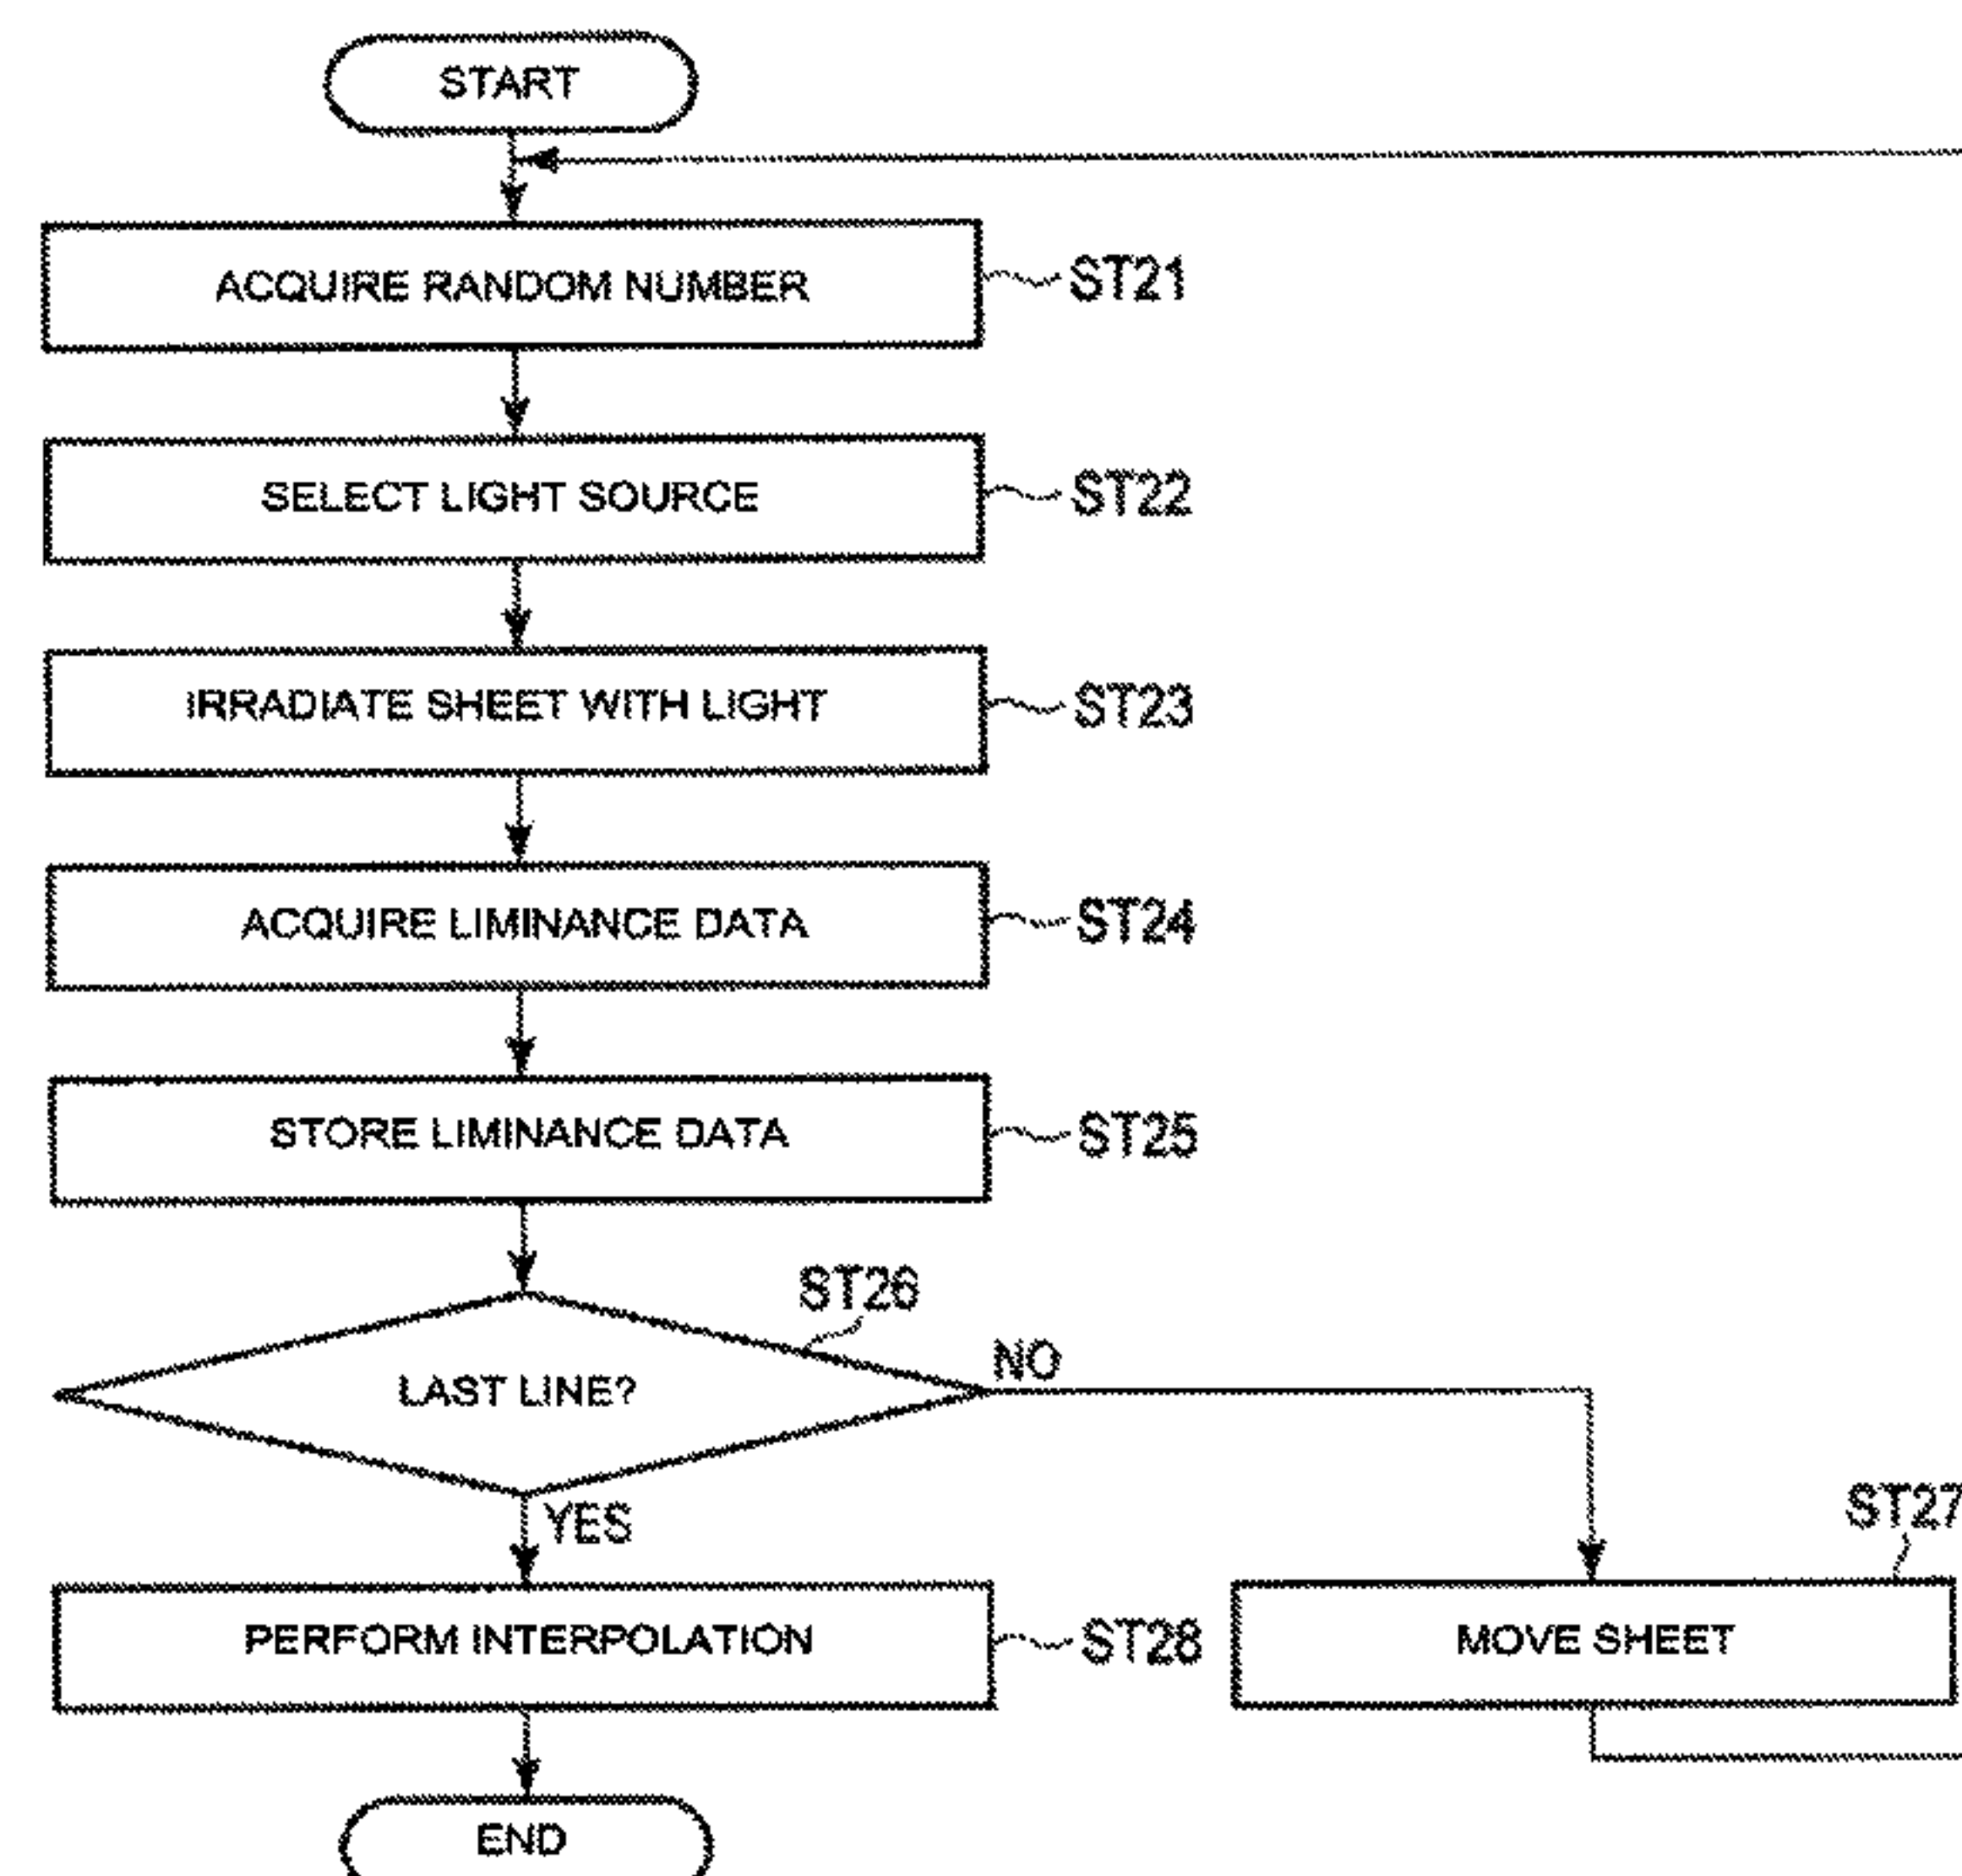 START
ACQUIRE RANDOM NUMBER
ST21
SELECT LIGHT SOURCE
ST22
IRRADIATE SHEET WITH LIGHT
ST23
ACQUIRE LIMINANCE DATA
ST24
STORE LIMINANCE DATA
ST25
ST26
LAST LINE?
NO
YES
ST27
PERFORM INTERPOLATION
ST28
MOVE SHEET
END